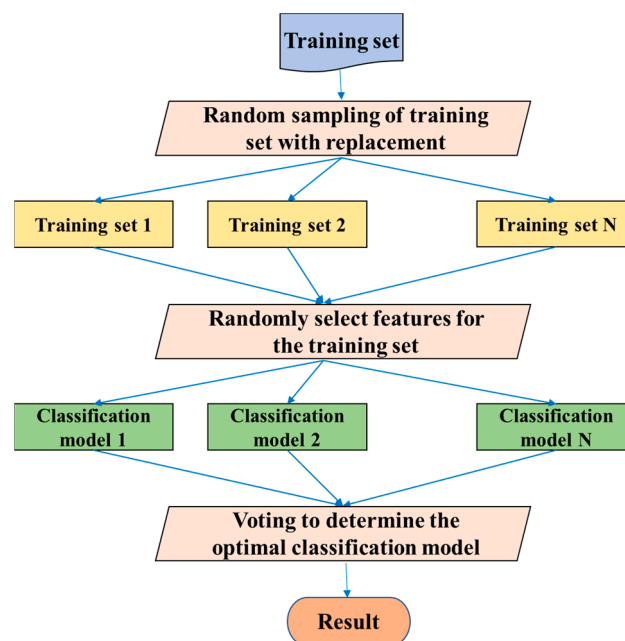 Training set
Random sampling of training
set with replacement
Training set 1
Training set 2
Training set N
Randomly select features for
the training set
Classification
model 1
Classification
model 2
Classification
model N
Voting to determine the
optimal classification model
Result